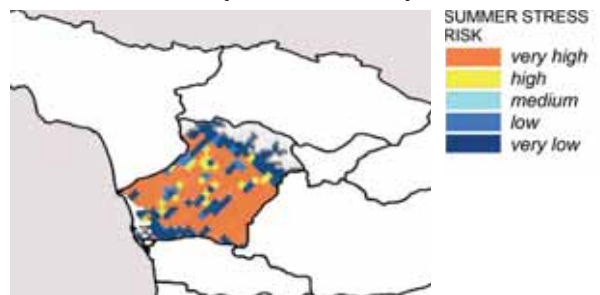 SUMMER STRESS
RISK
very high
high
medium
low
very low